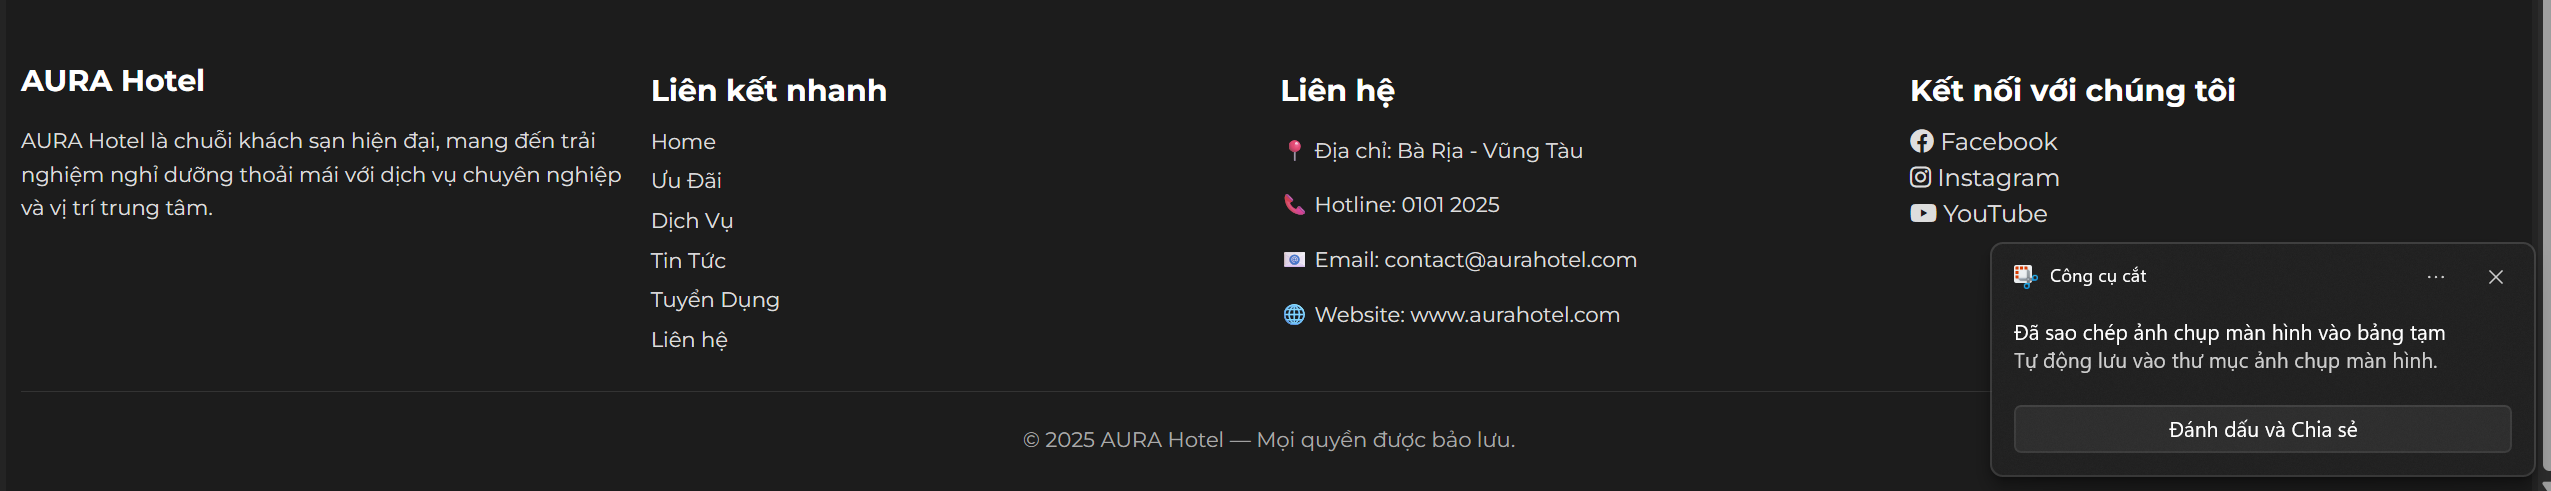 AURA Hotel
AURA Hotel là chuỗi khách sạn hiện đại, mang đến trải
nghiệm nghỉ dưỡng thoải mái với dịch vụ chuyên nghiệp
và vị trí trung tâm.
Liên kết nhanh
Home
Ưu Đãi
Dịch Vụ
Tin Tức
Tuyển Dụng
Liên hệ
Liên hệ
Địa chỉ: Bà Rịa - Vũng Tàu
Hotline: 0101 2025
Email: contact@aurahotel.com
Website: www.aurahotel.com
Kết nối với chúng tôi
Facebook
Instagram
YouTube
Công cụ cắt
Đã sao chép ảnh chụp màn hình vào bảng tạm
Tự động lưu vào thư mục ảnh chụp màn hình.
Đánh dấu và Chia sẻ
© 2025 AURA Hotel — Mọi quyền được bảo lưu.